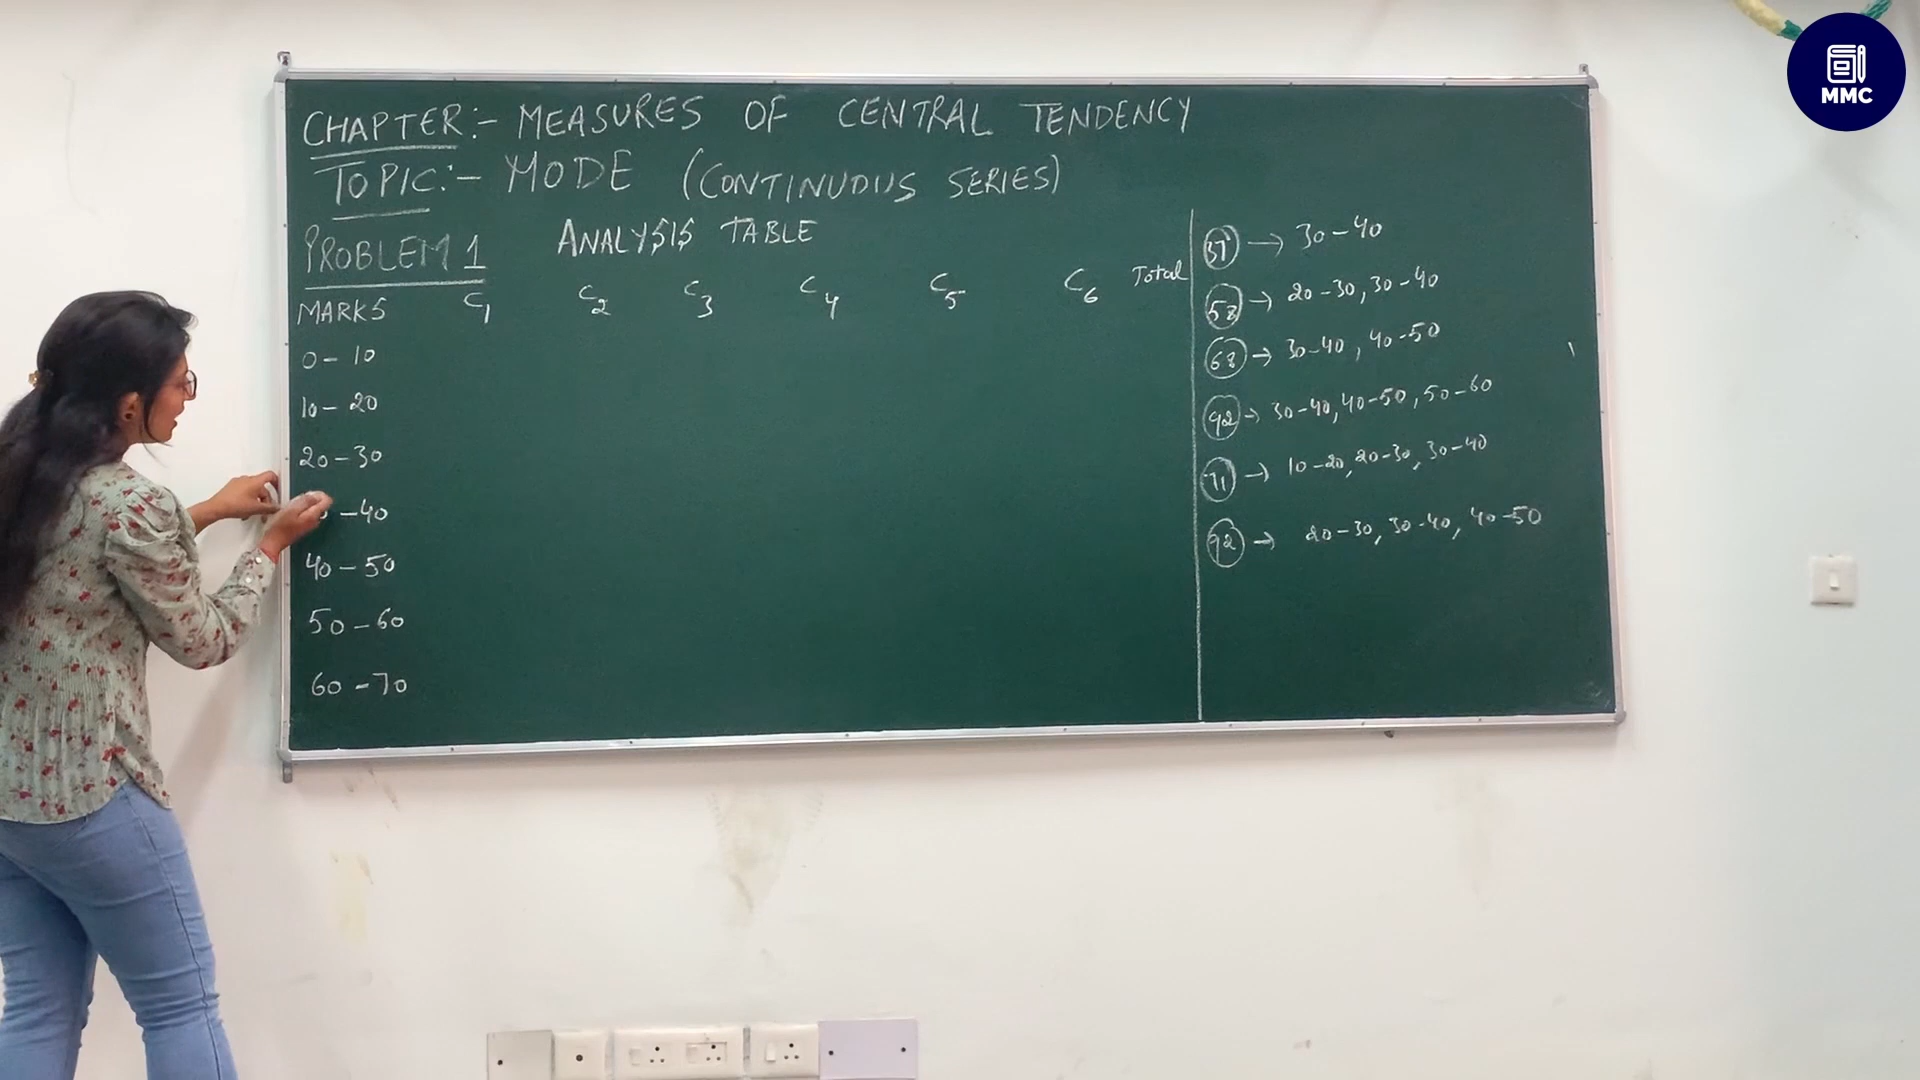 MMC
CHAPTER:- MEASURES OF CENTRAL TENDENCY
TOPIC:- MODE (CONTINUOUS SERIES)
PROBLEM 1 ANALYSIS TABLE
MARKS C1 C2 C3 C4 C5 C6 Total
0 - 10
10 - 20
20 - 30
- 40
40 - 50
50 - 60
60 - 70
37 → 30 - 40
58 → 20 - 30, 30 - 40
68 → 30 - 40, 40 - 50
92 → 30 - 40, 40 - 50, 50 - 60
71 → 10 - 20, 20 - 30, 30 - 40
92 → 20 - 30, 30 - 40, 40 - 50